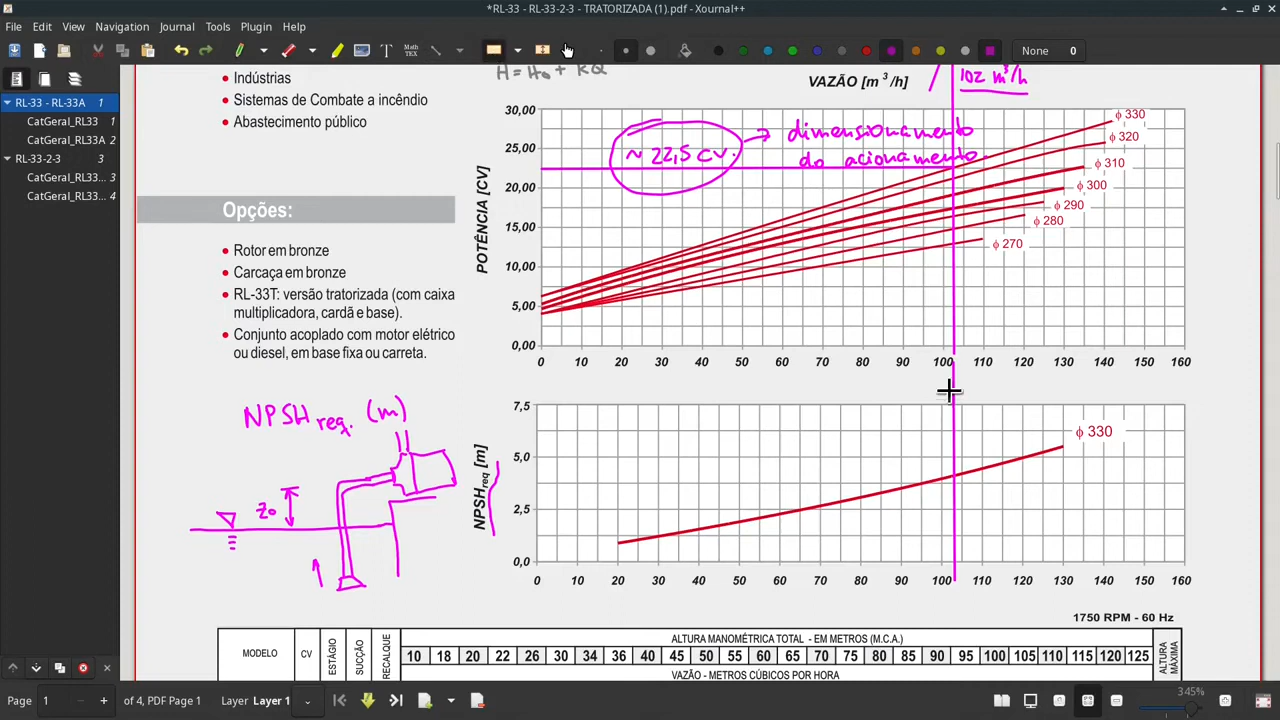 *RL-33 - RL-33-2-3 - TRATORIZADA (1).pdf - Xournal++
File Edit View Navigation Journal Tools Plugin Help
T Math TEX None 0
RL-33 - RL-33A 1
CatGeral_RL33 1
CatGeral_RL33A 2
RL-33-2-3 3
CatGeral_RL33... 3
CatGeral_RL33... 4
Indústrias
Sistemas de Combate a incêndio
Abastecimento público
Opções:
Rotor em bronze
Carcaça em bronze
RL-33T: versão tratorizada (com caixa
multiplicadora, cardã e base).
Conjunto acoplado com motor elétrico
ou diesel, em base fixa ou carreta.
NPSH req. (m)
z₀
H = H₀ + KQ
VAZÃO [m³/h]
102 m³/h
POTÊNCIA [CV]
30,00
25,00
20,00
15,00
10,00
5,00
0,00
~ 22,5 CV. → dimensionamento
do acionamento.
ϕ 330
ϕ 320
ϕ 310
ϕ 300
ϕ 290
ϕ 280
ϕ 270
0 10 20 30 40 50 60 70 80 90 100 110 120 130 140 150 160
NPSHreq [m]
7,5
5,0
2,5
0,0
ϕ 330
0 10 20 30 40 50 60 70 80 90 100 110 120 130 140 150 160
1750 RPM - 60 Hz
MODELO CV ESTÁGIO SUCÇÃO RECALQUE ALTURA MANOMÉTRICA TOTAL - EM METROS (M.C.A.) ALTURA MÁXIMA
10 18 20 22 26 30 34 36 40 45 50 55 60 65 70 75 80 85 90 95 100 105 110 115 120 125
VAZÃO - METROS CÚBICOS POR HORA
Page 1 of 4, PDF Page 1 Layer Layer 1 345%